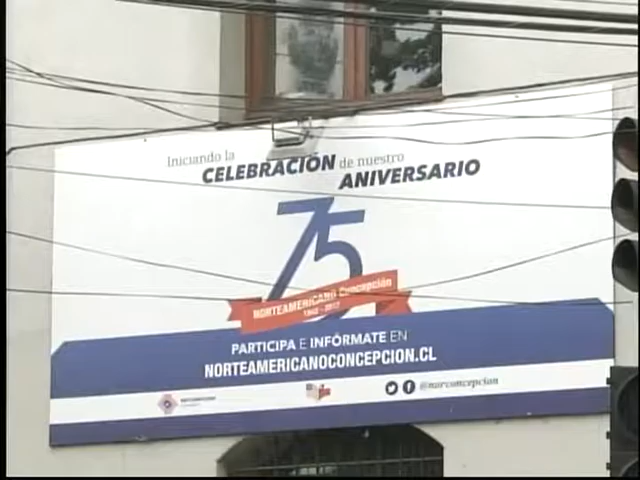 Iniciando la
CELEBRACIÓN de nuestro
ANIVERSARIO
75
NORTEAMERICANO Concepción
1942 - 2017
PARTICIPA E INFÓRMATE EN
NORTEAMERICANOCONCEPCION.CL
@norconcepcion